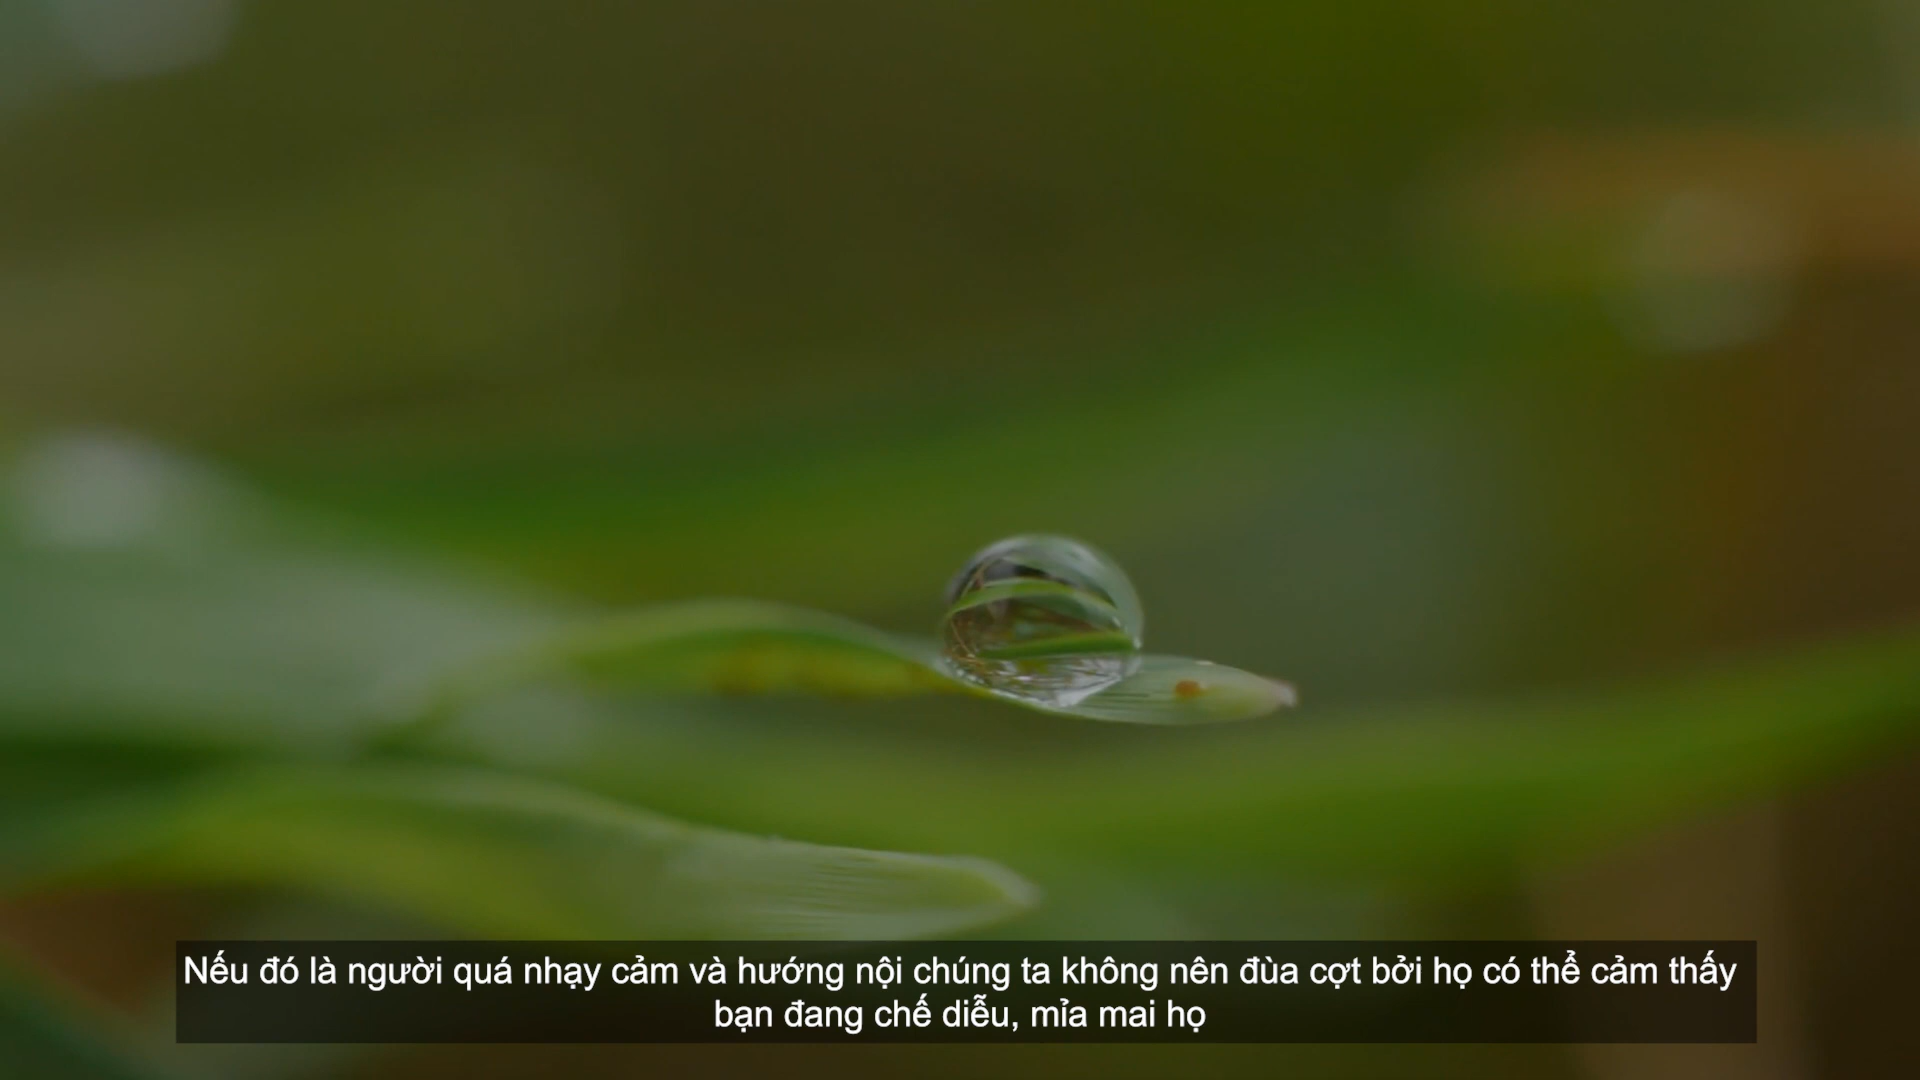 Nếu đó là người quá nhạy cảm và hướng nội chúng ta không nên đùa cợt bởi họ có thể cảm thấy
bạn đang chế diễu, mỉa mai họ